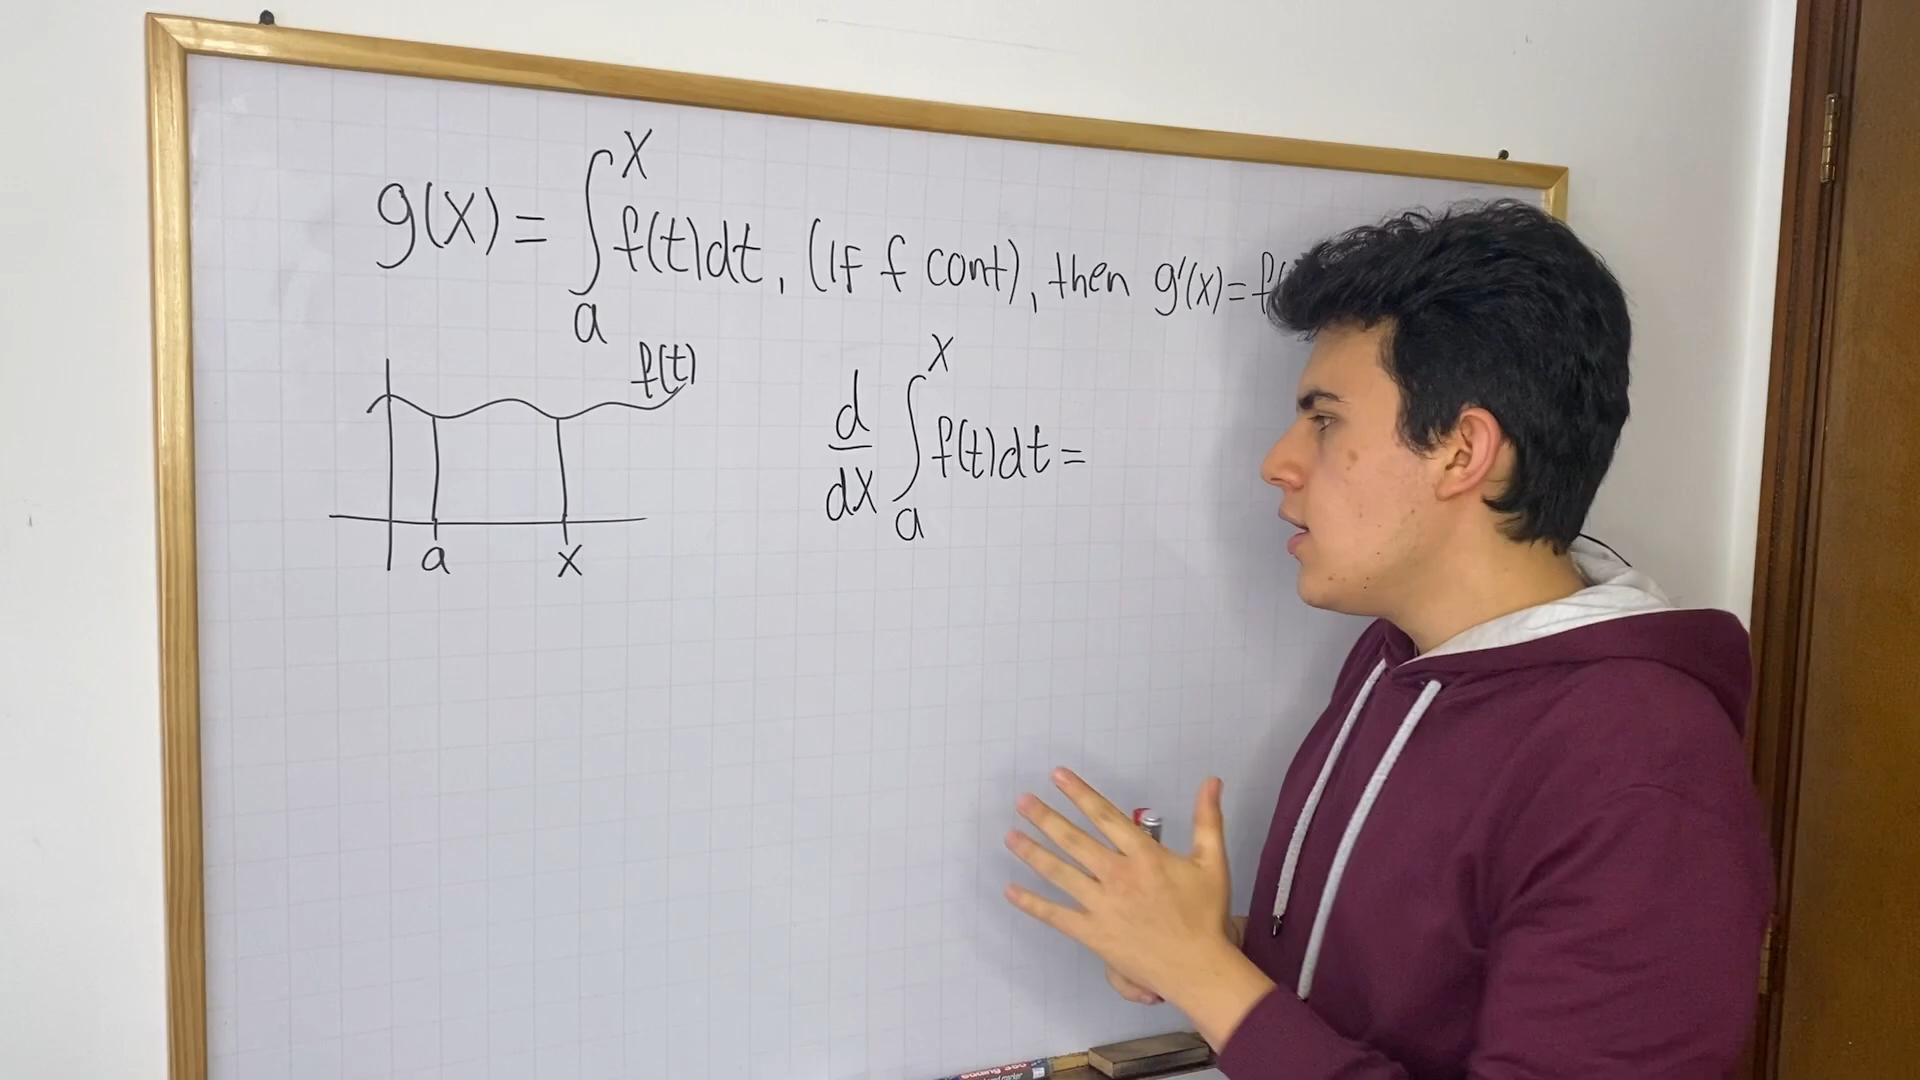 g(x) = ∫ₐˣ f(t)dt, (If f cont), then g'(x)= f(
f(t)
a x
d/dx ∫ₐˣ f(t)dt =